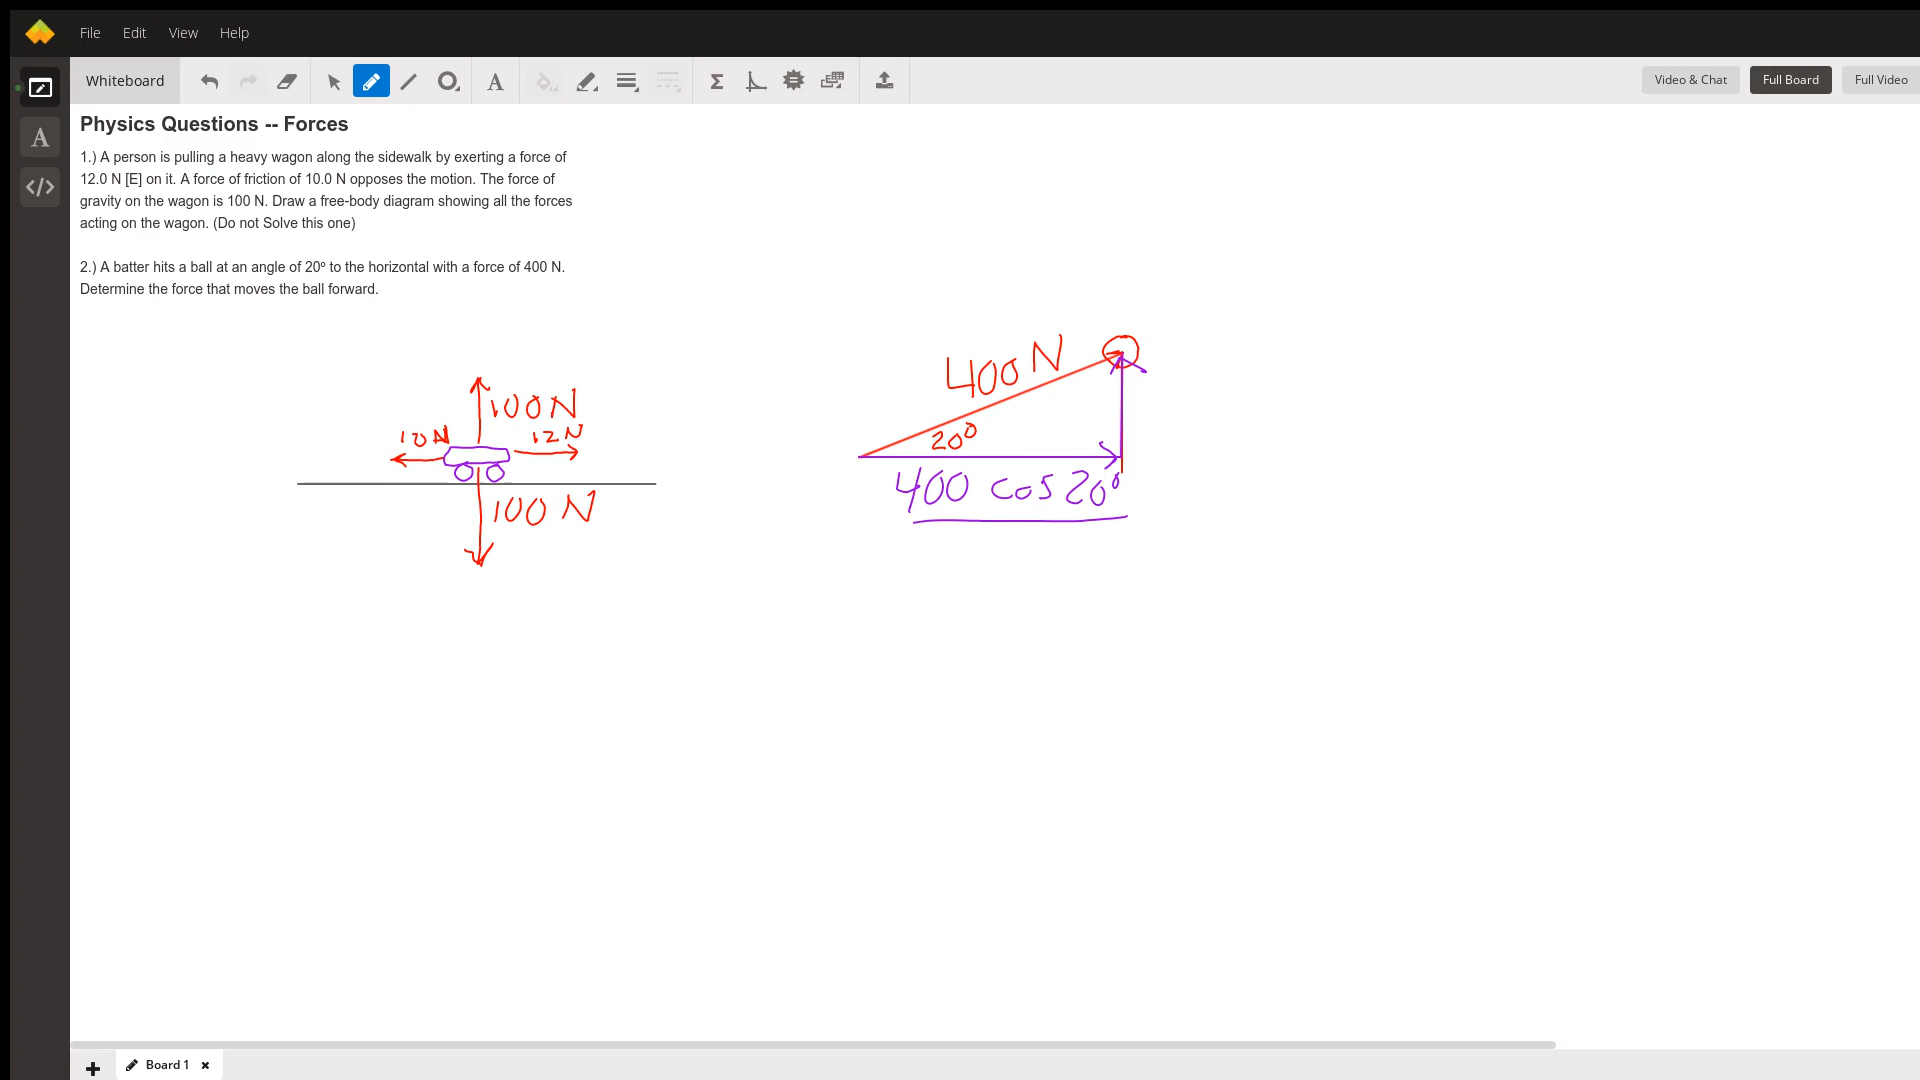 File Edit View Help
Whiteboard A Σ Video & Chat Full Board Full Video
A
</>
Physics Questions -- Forces
1.) A person is pulling a heavy wagon along the sidewalk by exerting a force of
12.0 N [E] on it. A force of friction of 10.0 N opposes the motion. The force of
gravity on the wagon is 100 N. Draw a free-body diagram showing all the forces
acting on the wagon. (Do not Solve this one)
2.) A batter hits a ball at an angle of 20º to the horizontal with a force of 400 N.
Determine the force that moves the ball forward.
100N
10N
12N
100 N
400 N
20⁰
400 cos 20⁰
Board 1